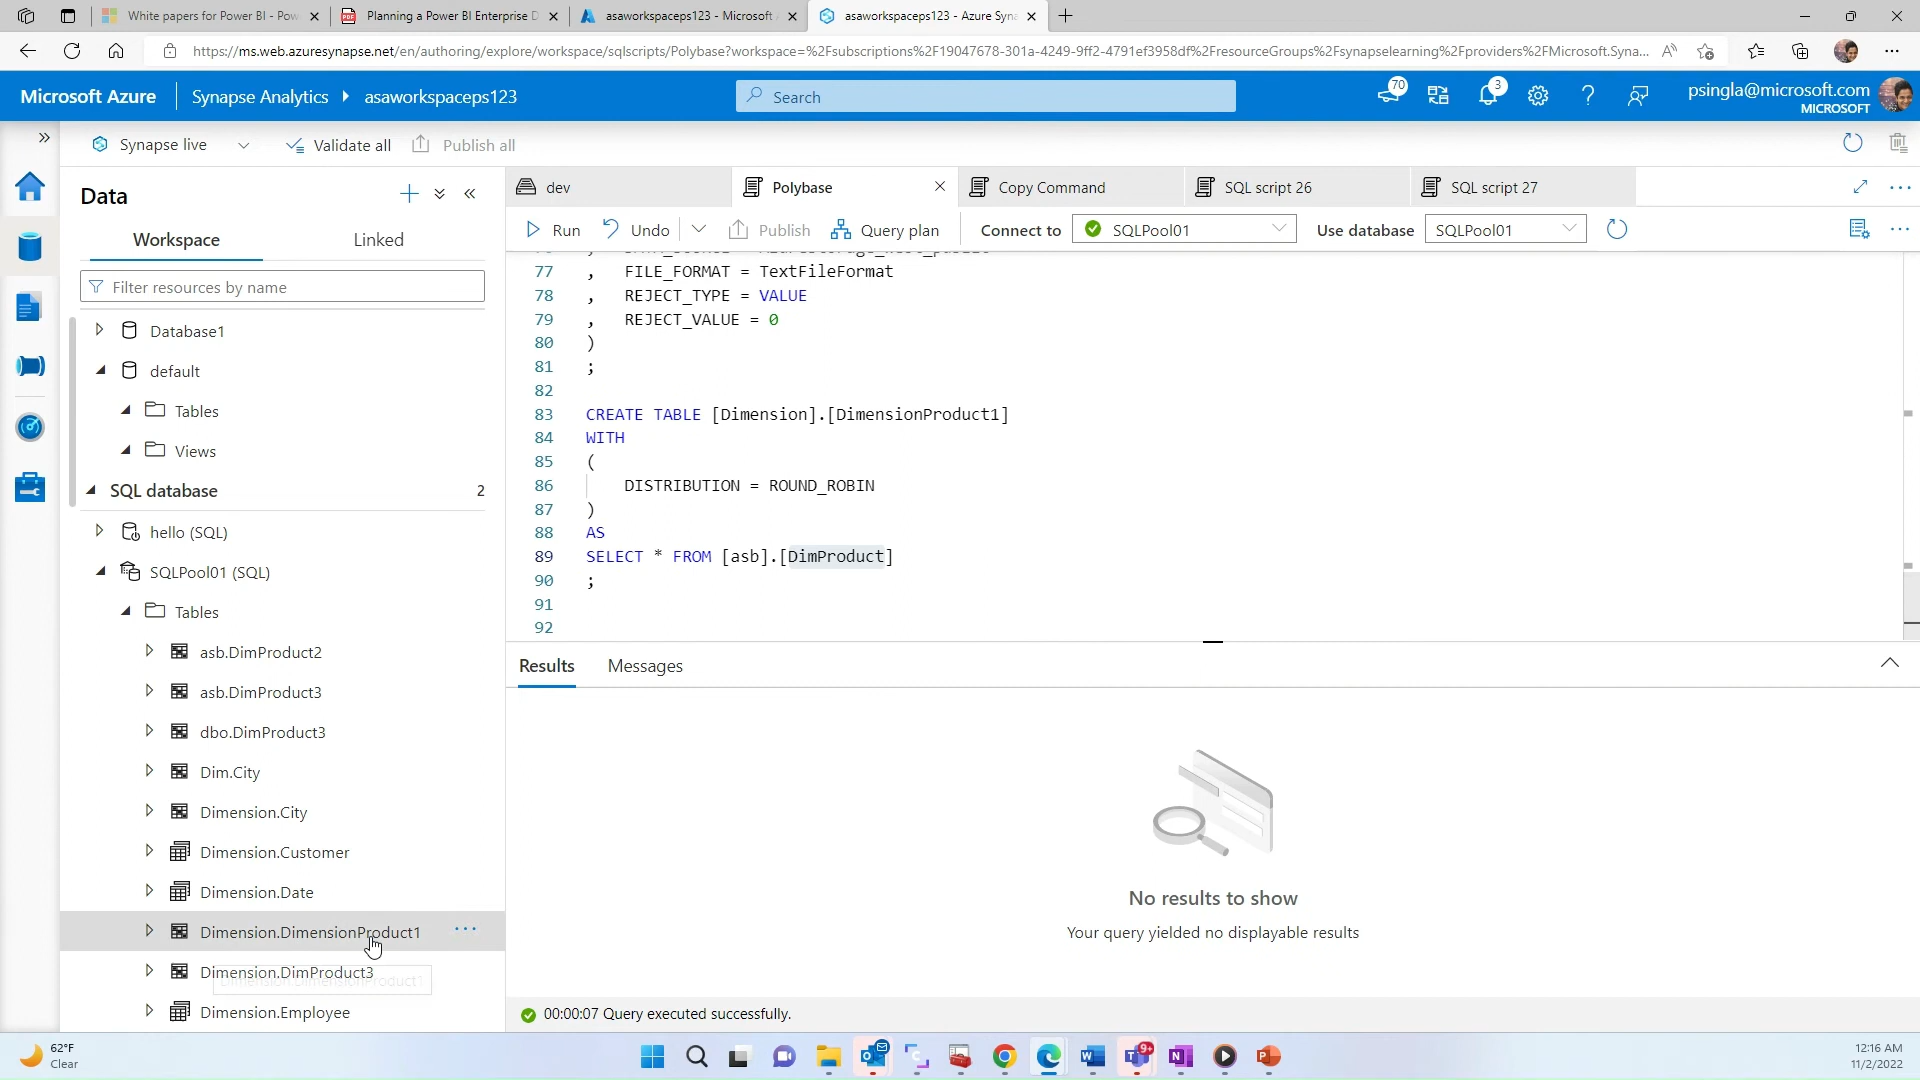 White papers for Power BI - Pow
Planning a Power BI Enterprise D
asaworkspaceps123 - Microsoft
asaworkspaceps123 - Azure Syna
https://ms.web.azuresynapse.net/en/authoring/explore/workspace/sqlscripts/Polybase?workspace=%2Fsubscriptions%2F19047678-301a-4249-9ff2-4791ef3958df%2FresourceGroups%2Fsynapselearning%2Fproviders%2FMicrosoft.Syna...
Microsoft Azure
Synapse Analytics
asaworkspaceps123
Search
70
3
psingla@microsoft.com
MICROSOFT
Synapse live
Validate all
Publish all
Data
Workspace
Linked
Filter resources by name
Database1
default
Tables
Views
SQL database 2
hello (SQL)
SQLPool01 (SQL)
Tables
asb.DimProduct2
asb.DimProduct3
dbo.DimProduct3
Dim.City
Dimension.City
Dimension.Customer
Dimension.Date
Dimension.DimensionProduct1
Dimension.DimProduct3
Dimension.DimensionProduct1
Dimension.Employee
dev
Polybase
Copy Command
SQL script 26
SQL script 27
Run
Undo
Publish
Query plan
Connect to
SQLPool01
Use database
SQLPool01
77 , FILE_FORMAT = TextFileFormat
78 , REJECT_TYPE = VALUE
79 , REJECT_VALUE = 0
80 )
81 ;
82
83 CREATE TABLE [Dimension].[DimensionProduct1]
84 WITH
85 (
86 DISTRIBUTION = ROUND_ROBIN
87 )
88 AS
89 SELECT * FROM [asb].[DimProduct]
90 ;
91
92
Results
Messages
No results to show
Your query yielded no displayable results
00:00:07 Query executed successfully.
62°F
Clear
9+
12:16 AM
11/2/2022